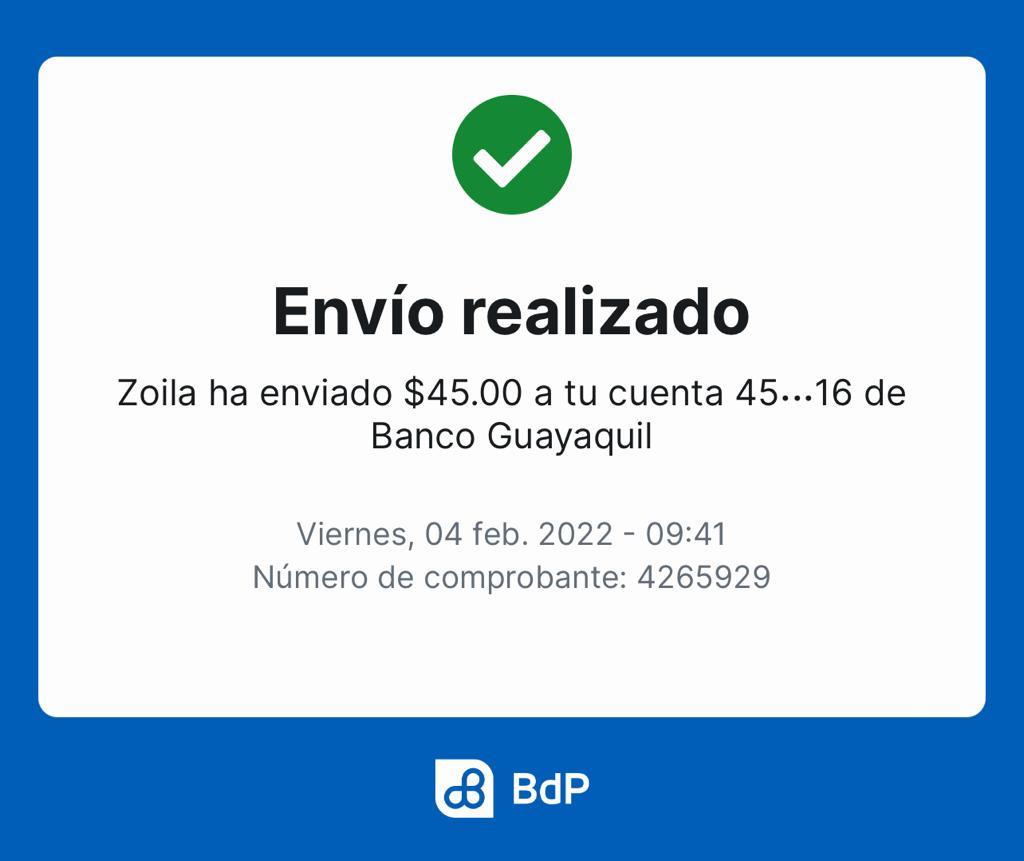 Envío realizado
Zoila ha enviado $45.00 a tu cuenta 45•••16 de
Banco Guayaquil
Viernes, 04 feb. 2022 - 09:41
Número de comprobante: 4265929
BdP